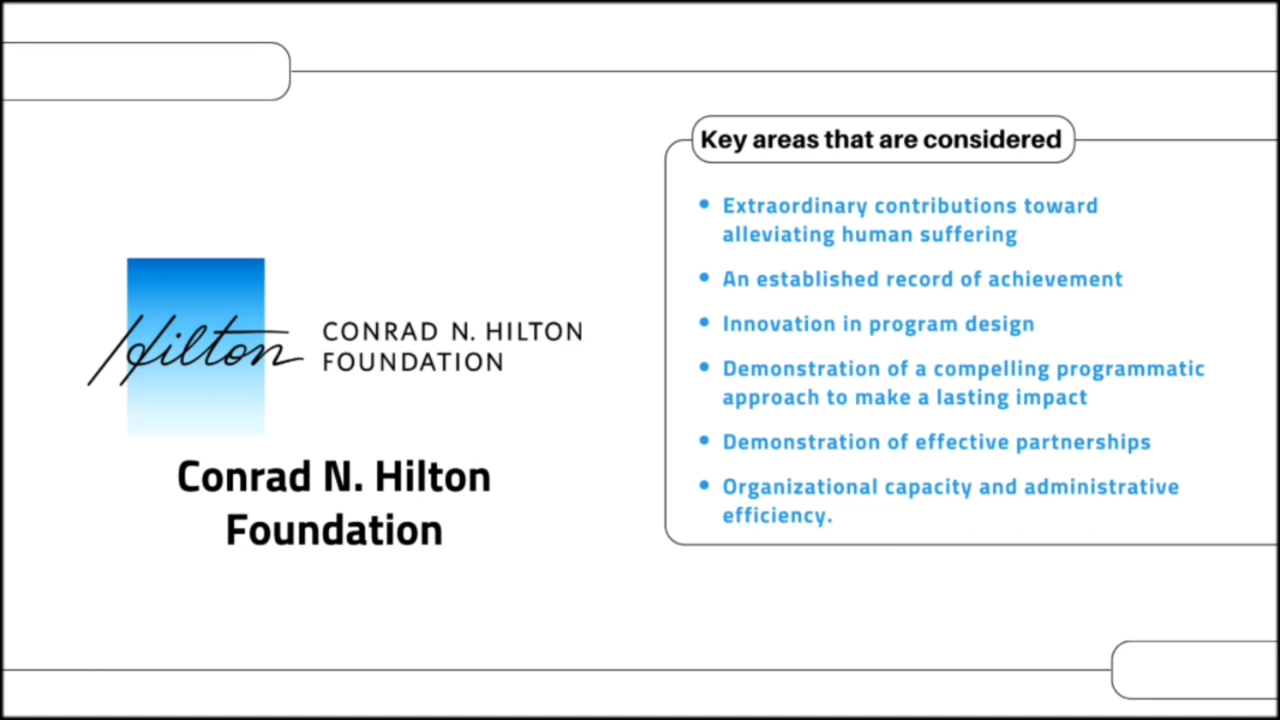 Hilton
CONRAD N. HILTON
FOUNDATION
Conrad N. Hilton
Foundation
Key areas that are considered
• Extraordinary contributions toward
alleviating human suffering
• An established record of achievement
• Innovation in program design
• Demonstration of a compelling programmatic
approach to make a lasting impact
• Demonstration of effective partnerships
• Organizational capacity and administrative
efficiency.